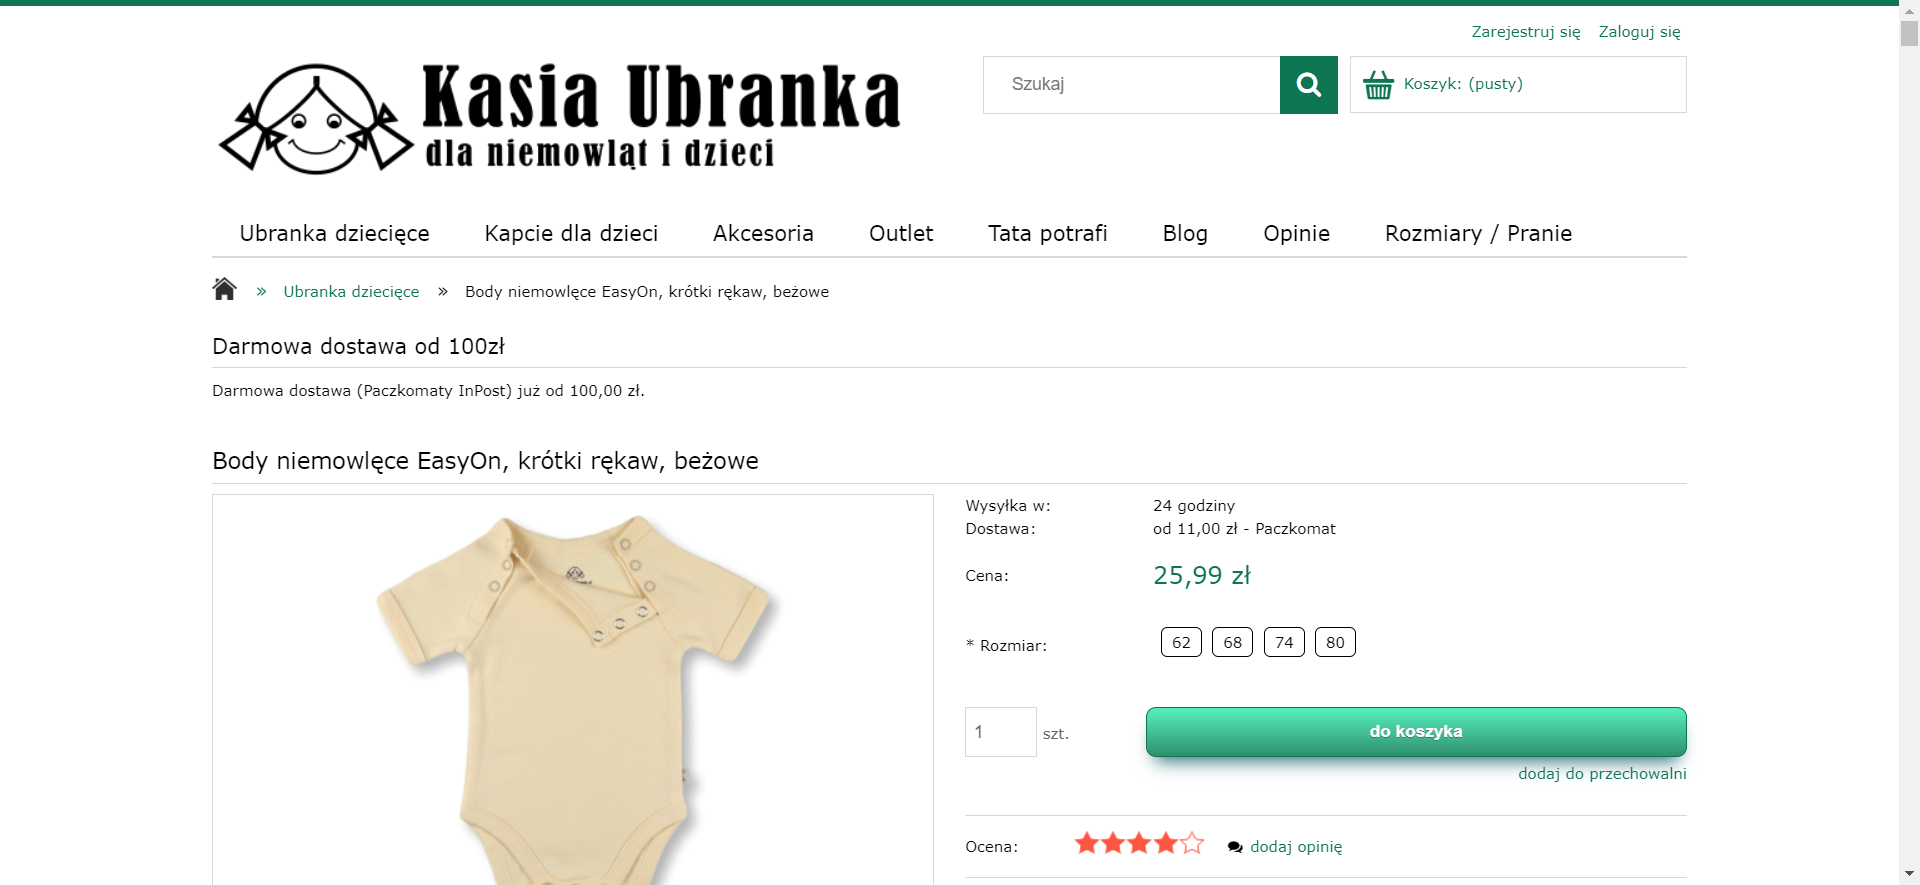 Zarejestruj się Zaloguj się
Kasia Ubranka
dla niemowląt i dzieci
Szukaj
Koszyk: (pusty)
Ubranka dziecięce Kapcie dla dzieci Akcesoria Outlet Tata potrafi Blog Opinie Rozmiary / Pranie
» Ubranka dziecięce » Body niemowlęce EasyOn, krótki rękaw, beżowe
Darmowa dostawa od 100zł
Darmowa dostawa (Paczkomaty InPost) już od 100,00 zł.
Body niemowlęce EasyOn, krótki rękaw, beżowe
Wysyłka w: 24 godziny
Dostawa: od 11,00 zł - Paczkomat
Cena: 25,99 zł
* Rozmiar: 62 68 74 80
1 szt. do koszyka
dodaj do przechowalni
Ocena: dodaj opinię